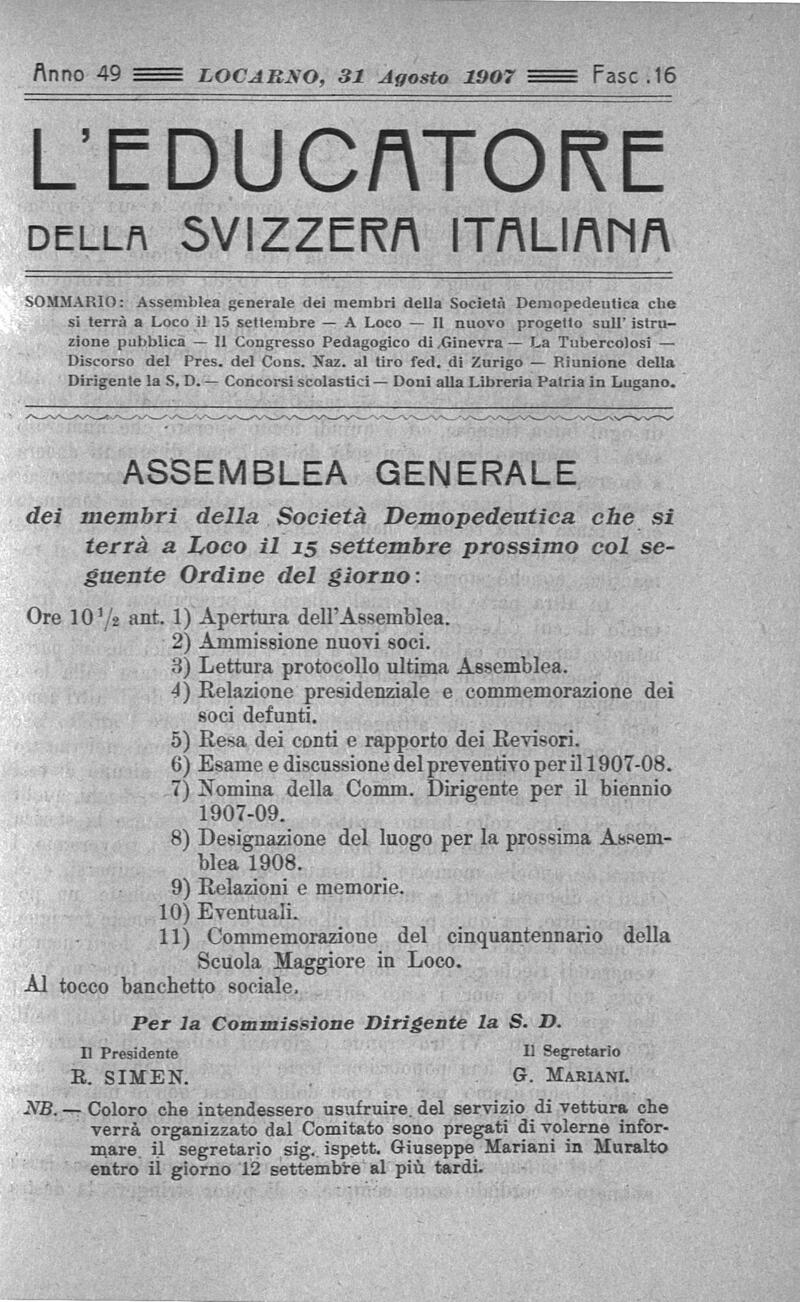 Anno 49 LOCARNO, 31 Agosto 1907 Fasc. 16
L'EDUCATORE
DELLA SVIZZERA ITALIANA
SOMMARIO: Assemblea generale dei membri della Società Demopedeutica che
si terrà a Loco il 15 settembre — A Loco — Il nuovo progetto sull' istru-
zione pubblica — Il Congresso Pedagogico di Ginevra — La Tubercolosi —
Discorso del Pres. del Cons. Naz. al tiro fed. di Zurigo — Riunione della
Dirigente la S. D. — Concorsi scolastici — Doni alla Libreria Patria in Lugano.
ASSEMBLEA GENERALE
dei membri della Società Demopedeutica che si
terrà a Loco il 15 settembre prossimo col se-
guente Ordine del giorno:
Ore 10 1/2 ant. 1) Apertura dell'Assemblea.
2) Ammissione nuovi soci.
3) Lettura protocollo ultima Assemblea.
4) Relazione presidenziale e commemorazione dei
soci defunti.
5) Resa dei conti e rapporto dei Revisori.
6) Esame e discussione del preventivo per il 1907-08.
7) Nomina della Comm. Dirigente per il biennio
1907-09.
8) Designazione del luogo per la prossima Assem-
blea 1908.
9) Relazioni e memorie.
10) Eventuali.
11) Commemorazione del cinquantennario della
Scuola Maggiore in Loco.
Al tocco banchetto sociale.
Per la Commissione Dirigente la S. D.
Il Presidente Il Segretario
R. SIMEN. G. MARIANI.
NB. — Coloro che intendessero usufruire del servizio di vettura che
verrà organizzato dal Comitato sono pregati di volerne infor-
mare il segretario sig. ispett. Giuseppe Mariani in Muralto
entro il giorno 12 settembre al più tardi.